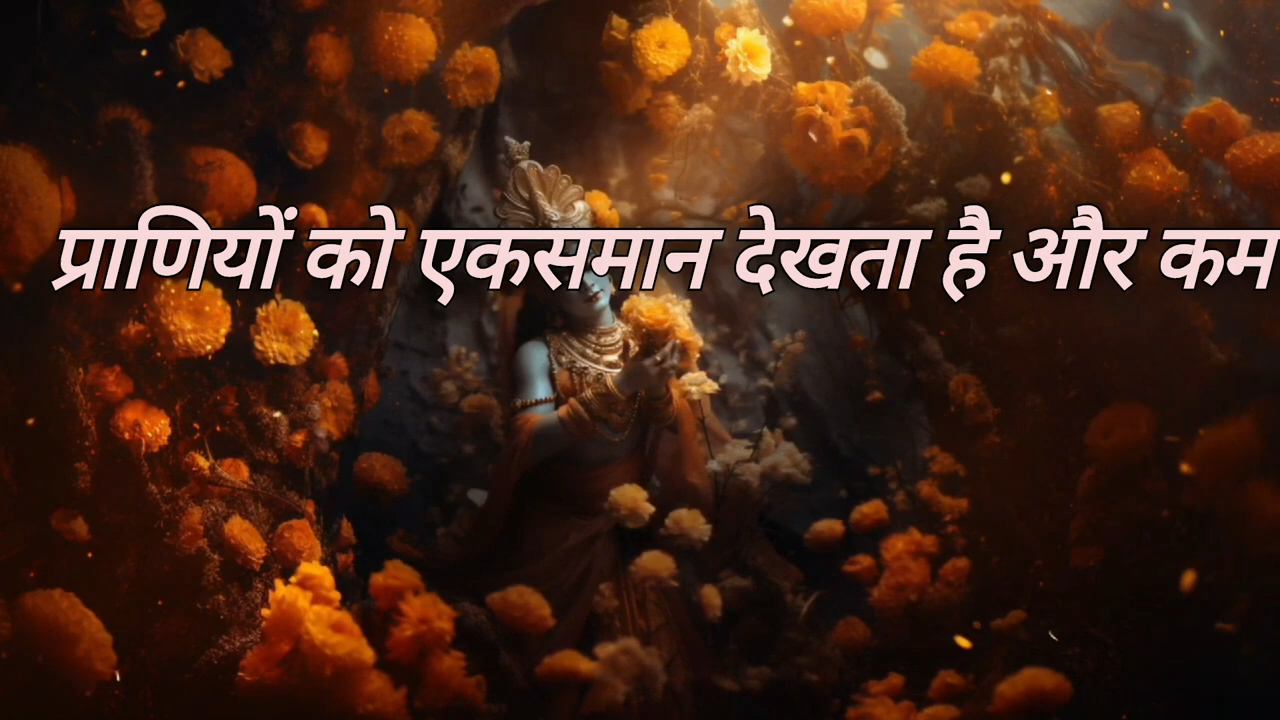 प्राणियों को एकसमान देखता है और कम